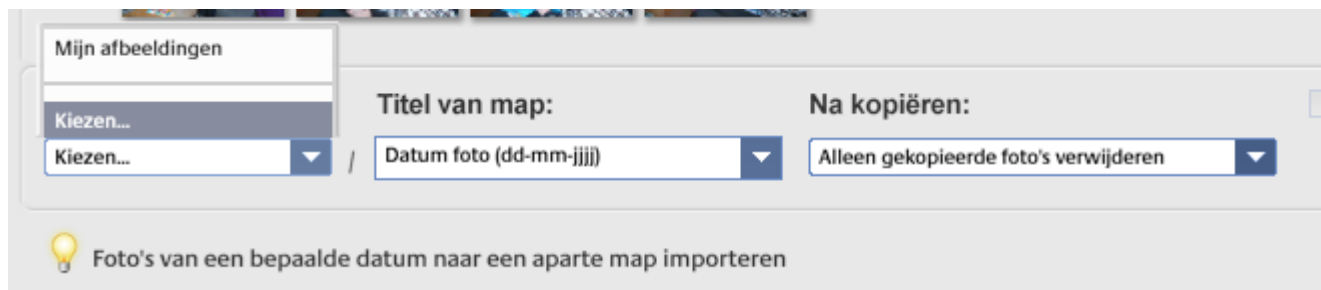 Mijn afbeeldingen
Kiezen...
Titel van map:
Na kopiëren:
Kiezen...
/
Datum foto (dd-mm-jjjj)
Alleen gekopieerde foto's verwijderen
Foto's van een bepaalde datum naar een aparte map importeren